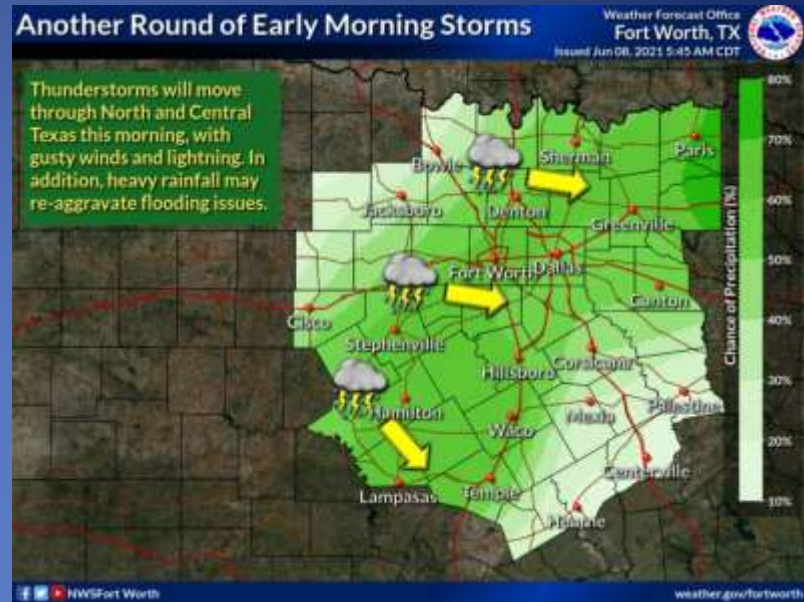 Another Round of Early Morning Storms
Weather Forecast Office
Fort Worth, TX
Issued Jun 08, 2021 5:45 AM CDT
Thunderstorms will move
through North and Central
Texas this morning, with
gusty winds and lightning. In
addition, heavy rainfall may
re-aggravate flooding issues.
80%
70%
60%
50%
40%
30%
20%
10%
Chance of Precipitation (%)
Bowie
Sherman
Paris
Jacksboro
Denton
Greenville
Fort Worth
Dallas
Canton
Cisco
Stephenville
Corsicana
Hillsboro
Hamilton
Mexia
Palestine
Waco
Centerville
Lampasas
Temple
Hearne
NWSFort Worth
weather.gov/fortworth